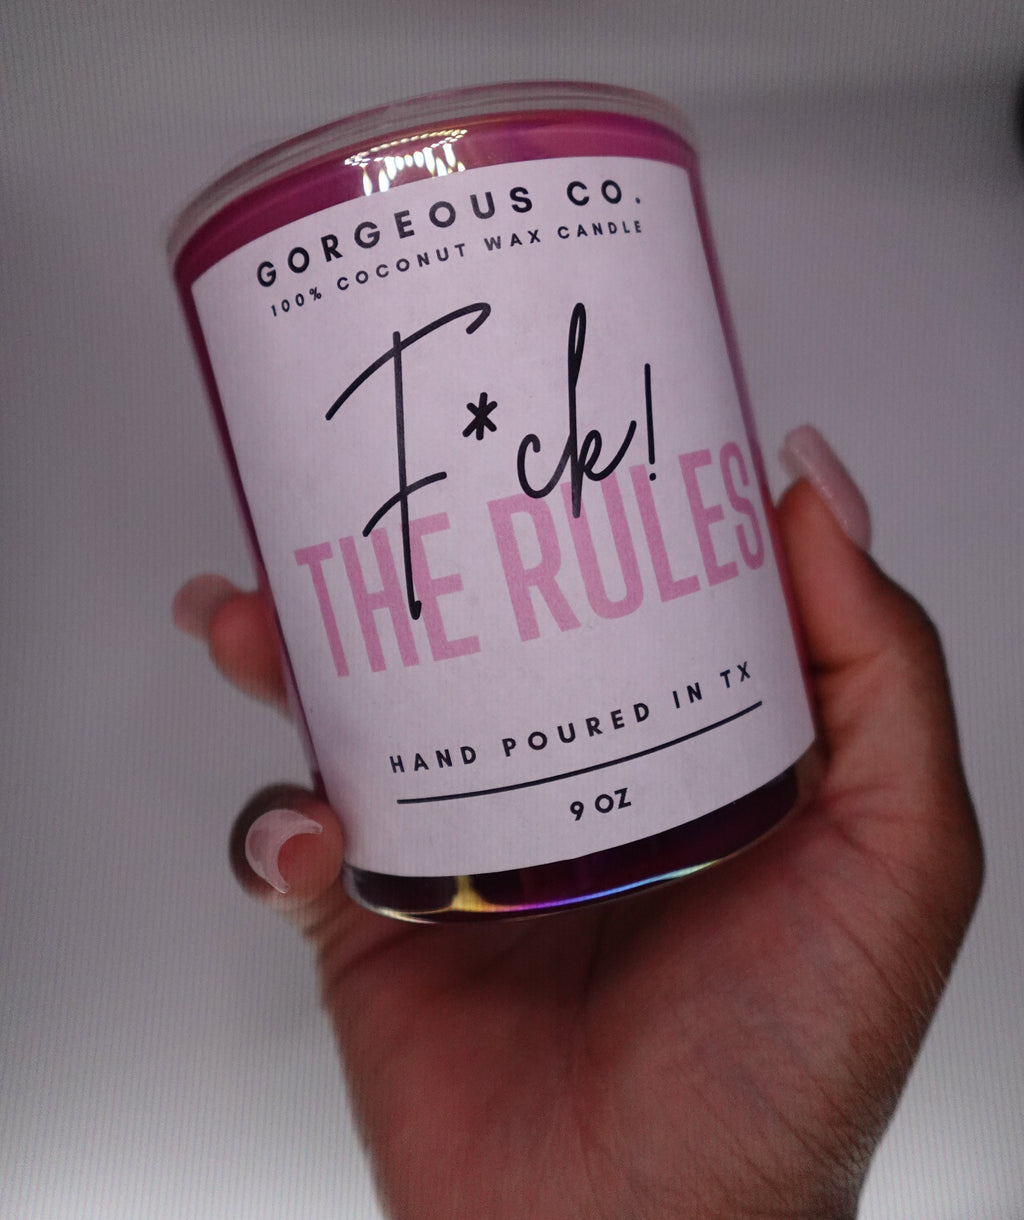 GORGEOUS CO.
100% COCONUT WAX CANDLE
F*ck!
THE RULES
HAND POURED IN TX
9 OZ